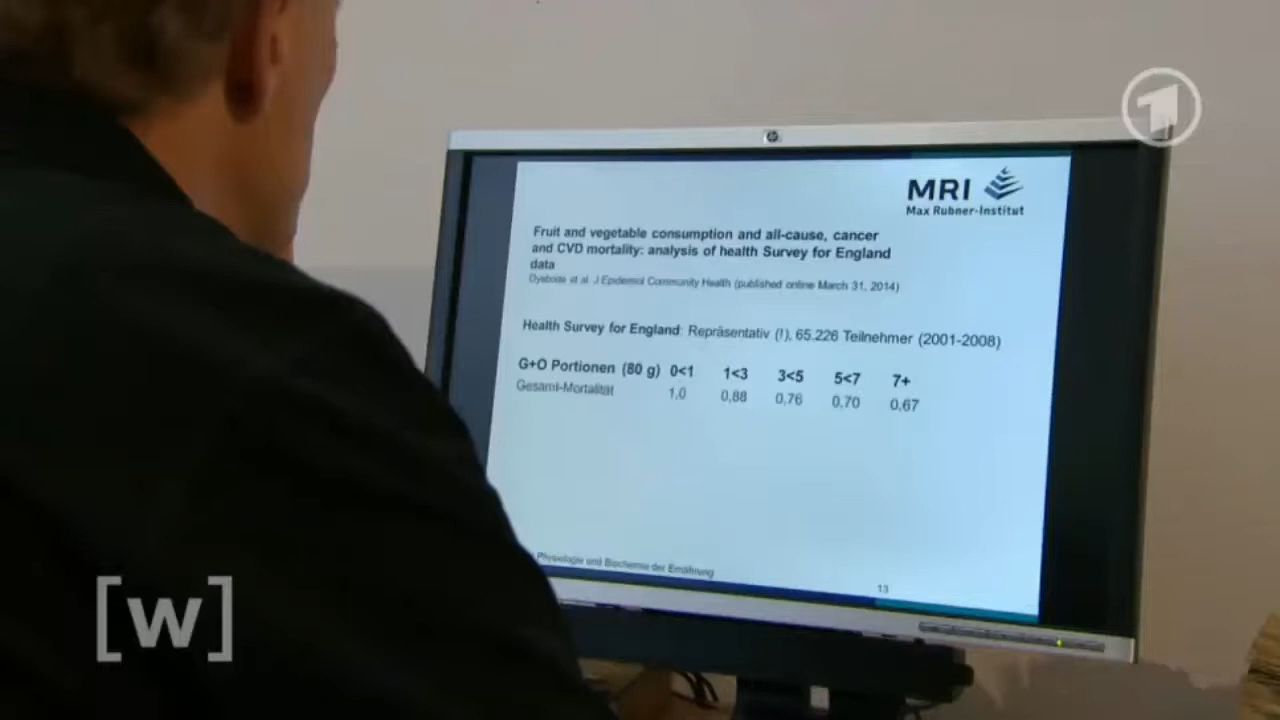 1
hp
MRI
Max Rubner-Institut
Fruit and vegetable consumption and all-cause, cancer
and CVD mortality: analysis of health Survey for England
data
Oyebode et al. J Epidemiol Community Health (published online March 31, 2014)
Health Survey for England: Repräsentativ (!), 65.226 Teilnehmer (2001-2008)
G+O Portionen (80 g) 0<1 1<3 3<5 5<7 7+
Gesamt-Mortalität 1,0 0,88 0,76 0,70 0,67
Physiologie und Biochemie der Ernährung
13
[w]